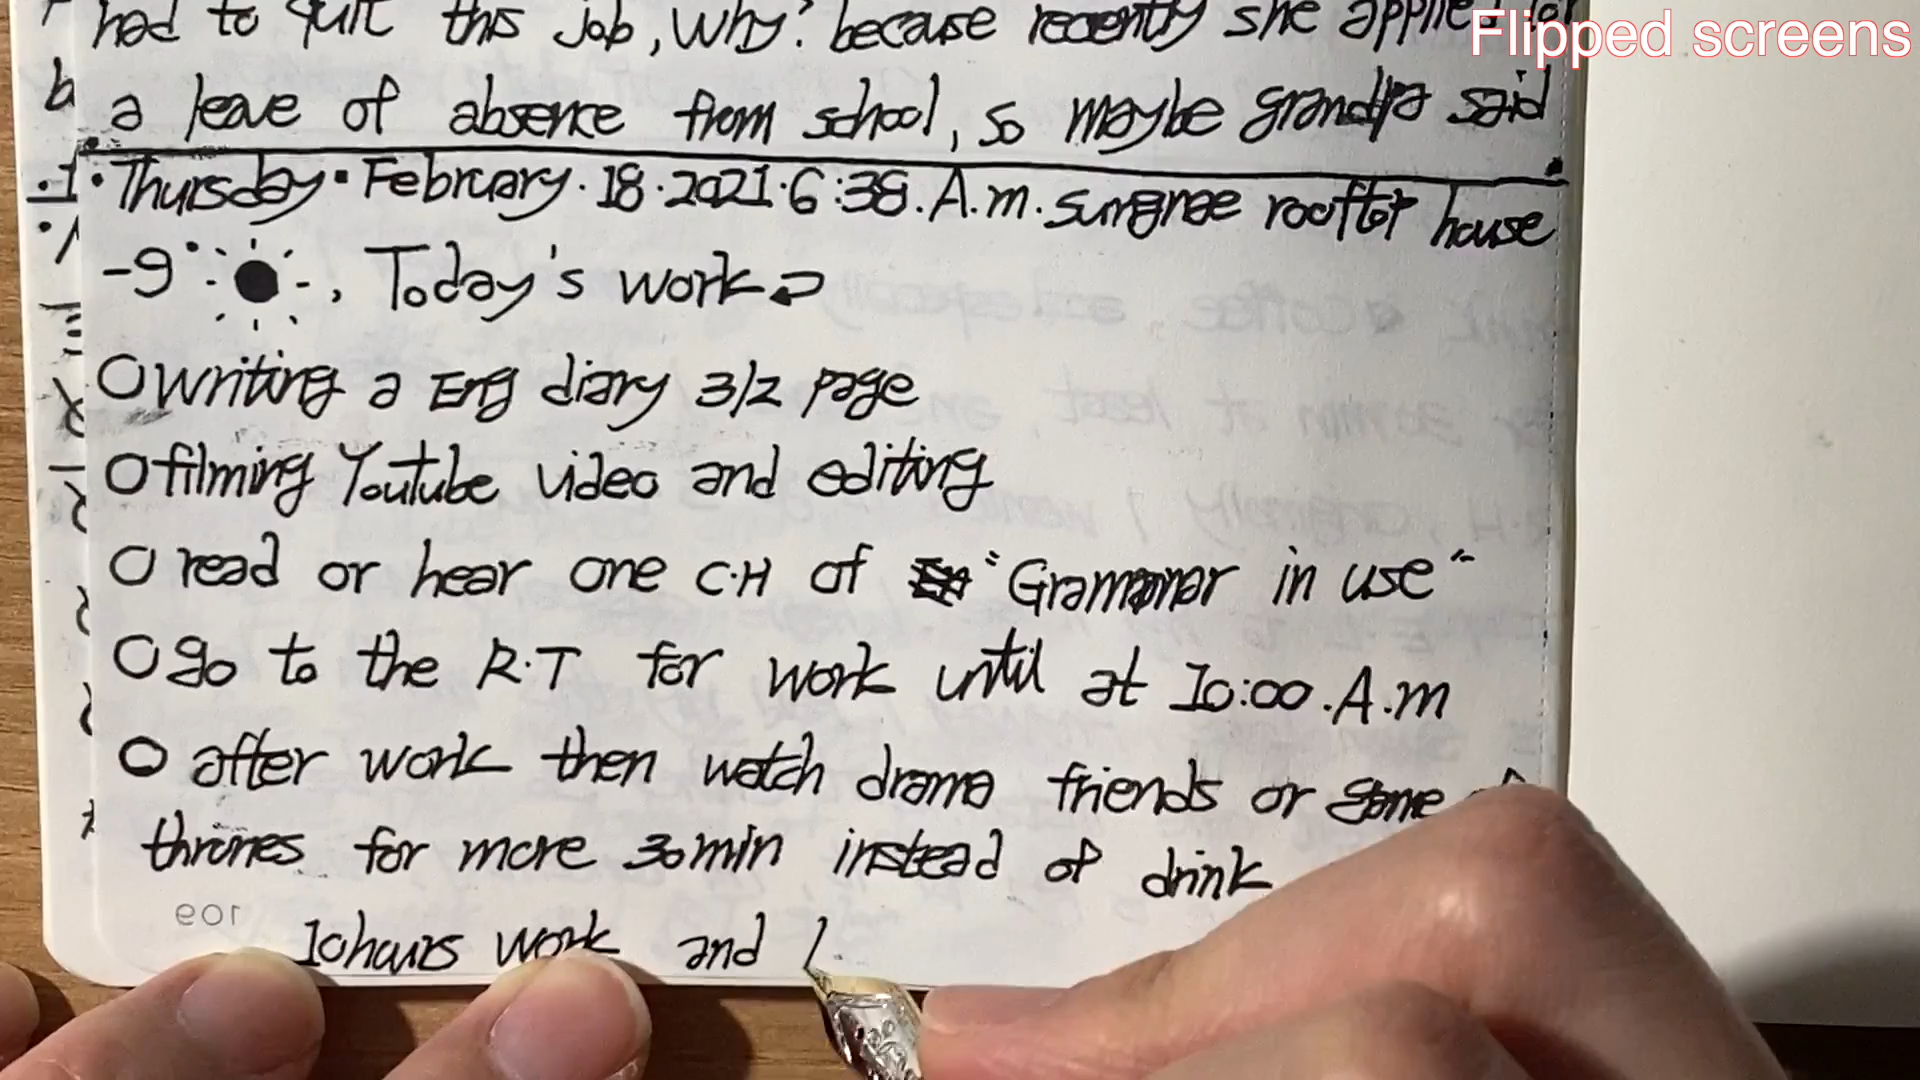 had to quit this job, Why? because recently she applied for
Flipped screens
a leave of absence from school, so maybe grandpa said
Thursday · February · 18 · 2021 · 6:38 . A.m. rooftop house
-9° , Today's work
○ writing a Eng diary 3/2 page
○ filming Youtube video and editing
○ read or hear one C.H of "Grammar in use"
○ go to the R.T for work until at 10:00 . A.m
○ after work then watch drama friends or Game
thrones for more 30min instead of drink
109
10hours work and 1.